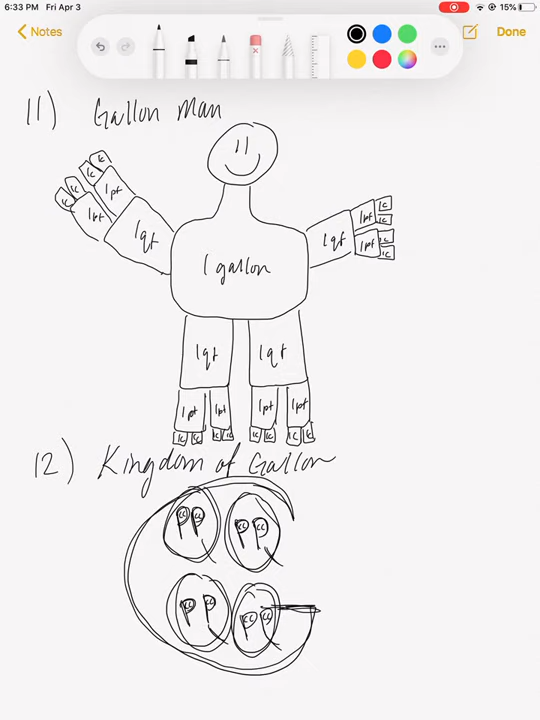 6:33 PM Fri Apr 3 15%
Notes Done
11) Gallon Man
1c 1c
1c 1c 1pt
1pt 1qt
1 gallon
1qt 1pt 1c
1c
1pt 1c
1c
1qt 1qt
1pt 1pt 1pt 1pt
1c 1c 1c 1c 1c 1c 1c 1c
12) Kingdom of Gallon
G
Q Q
P P P P
C C C C C C C C
Q Q
P P P P
C C C C C C C C